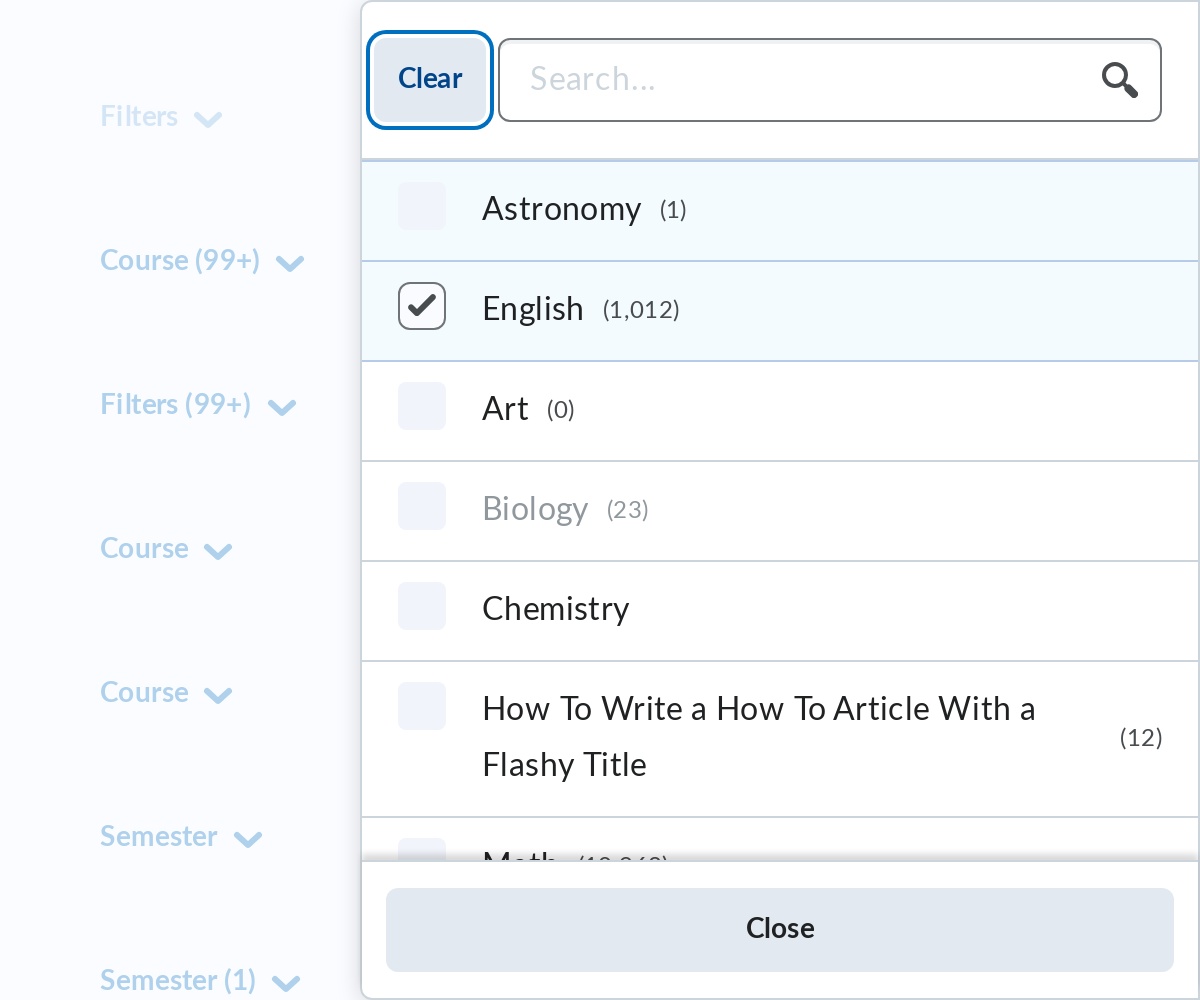 Filters
Course (99+)
Filters (99+)
Course
Course
Semester
Semester (1)
Clear
Search...
Astronomy (1)
English (1,012)
Art (0)
Biology (23)
Chemistry
How To Write a How To Article With a
Flashy Title
(12)
Math
Close